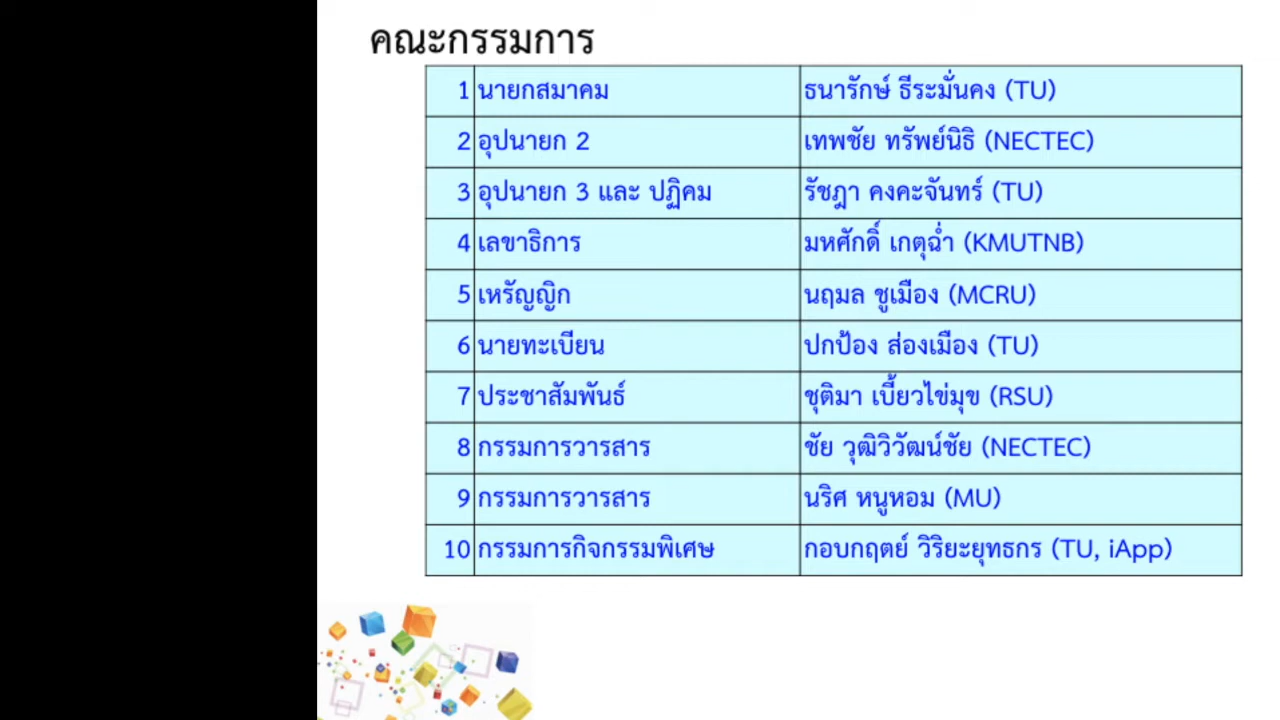 คณะกรรมการ
1 นายกสมาคม ธนารักษ์ ธีระมั่นคง (TU)
2 อุปนายก 2 เทพชัย ทรัพย์นิธิ (NECTEC)
3 อุปนายก 3 และ ปฏิคม รัชฎา คงคะจันทร์ (TU)
4 เลขาธิการ มหศักดิ์ เกตุฉ่ำ (KMUTNB)
5 เหรัญญิก นฤมล ชูเมือง (MCRU)
6 นายทะเบียน ปกป้อง ส่องเมือง (TU)
7 ประชาสัมพันธ์ ชุติมา เบี้ยวไข่มุข (RSU)
8 กรรมการวารสาร ชัย วุฒิวิวัฒน์ชัย (NECTEC)
9 กรรมการวารสาร นริศ หนูหอม (MU)
10 กรรมการกิจกรรมพิเศษ กอบกฤตย์ วิริยะยุทธกร (TU, iApp)